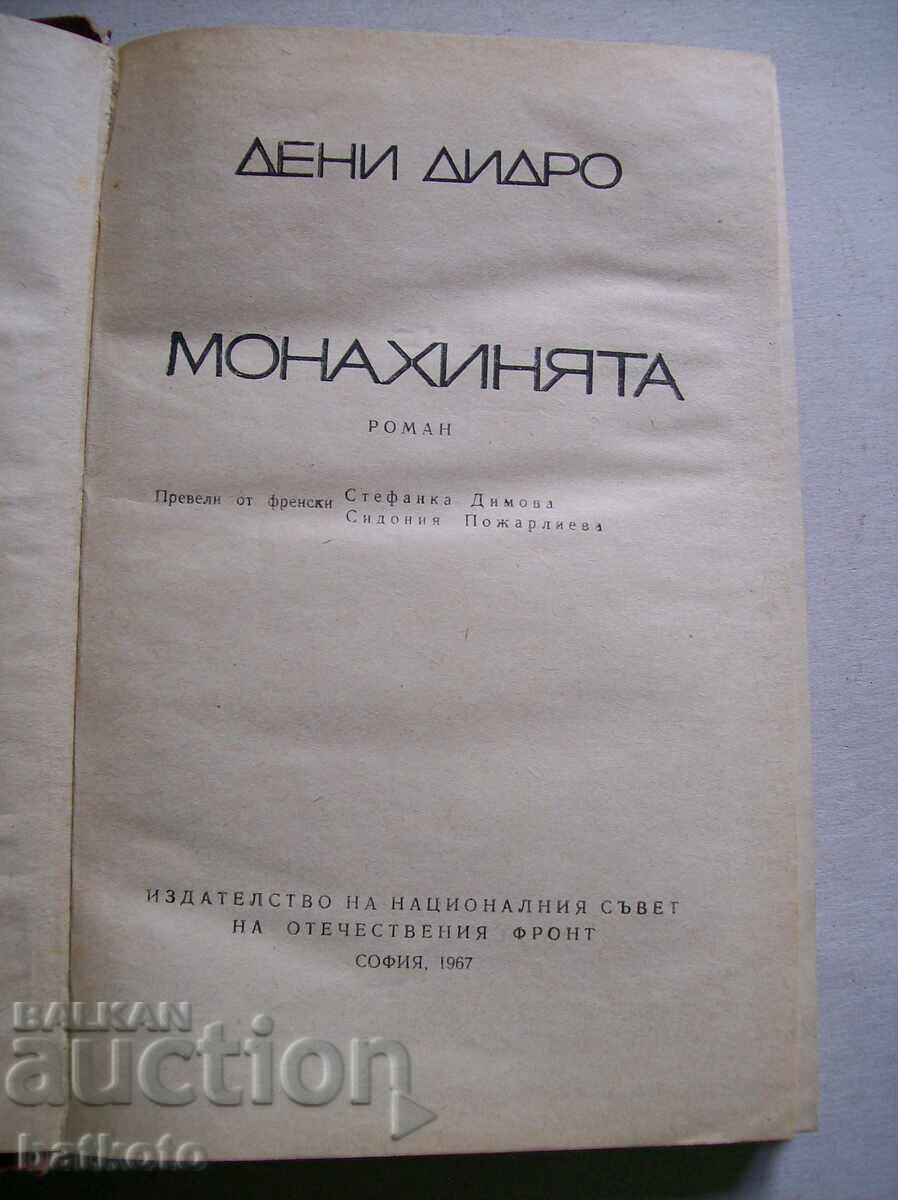 ДЕНИ ДИДРО
МОНАХИНЯТА
РОМАН
Превели от френски Стефанка Димова
Сидония Пожарлиева
ИЗДАТЕЛСТВО НА НАЦИОНАЛНИЯ СЪВЕТ
НА ОТЕЧЕСТВЕНИЯ ФРОНТ
СОФИЯ, 1967
BALKAN
auction
batkoto